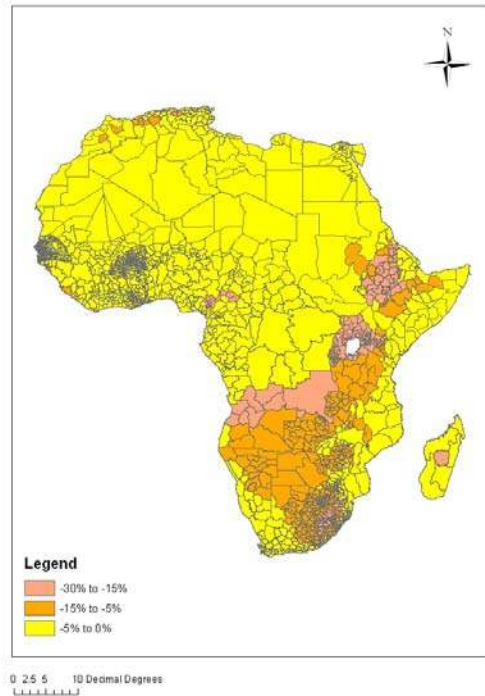 N
Legend
-30% to -15%
-15% to -5%
-5% to 0%
0 2.5 5 10 Decimal Degrees